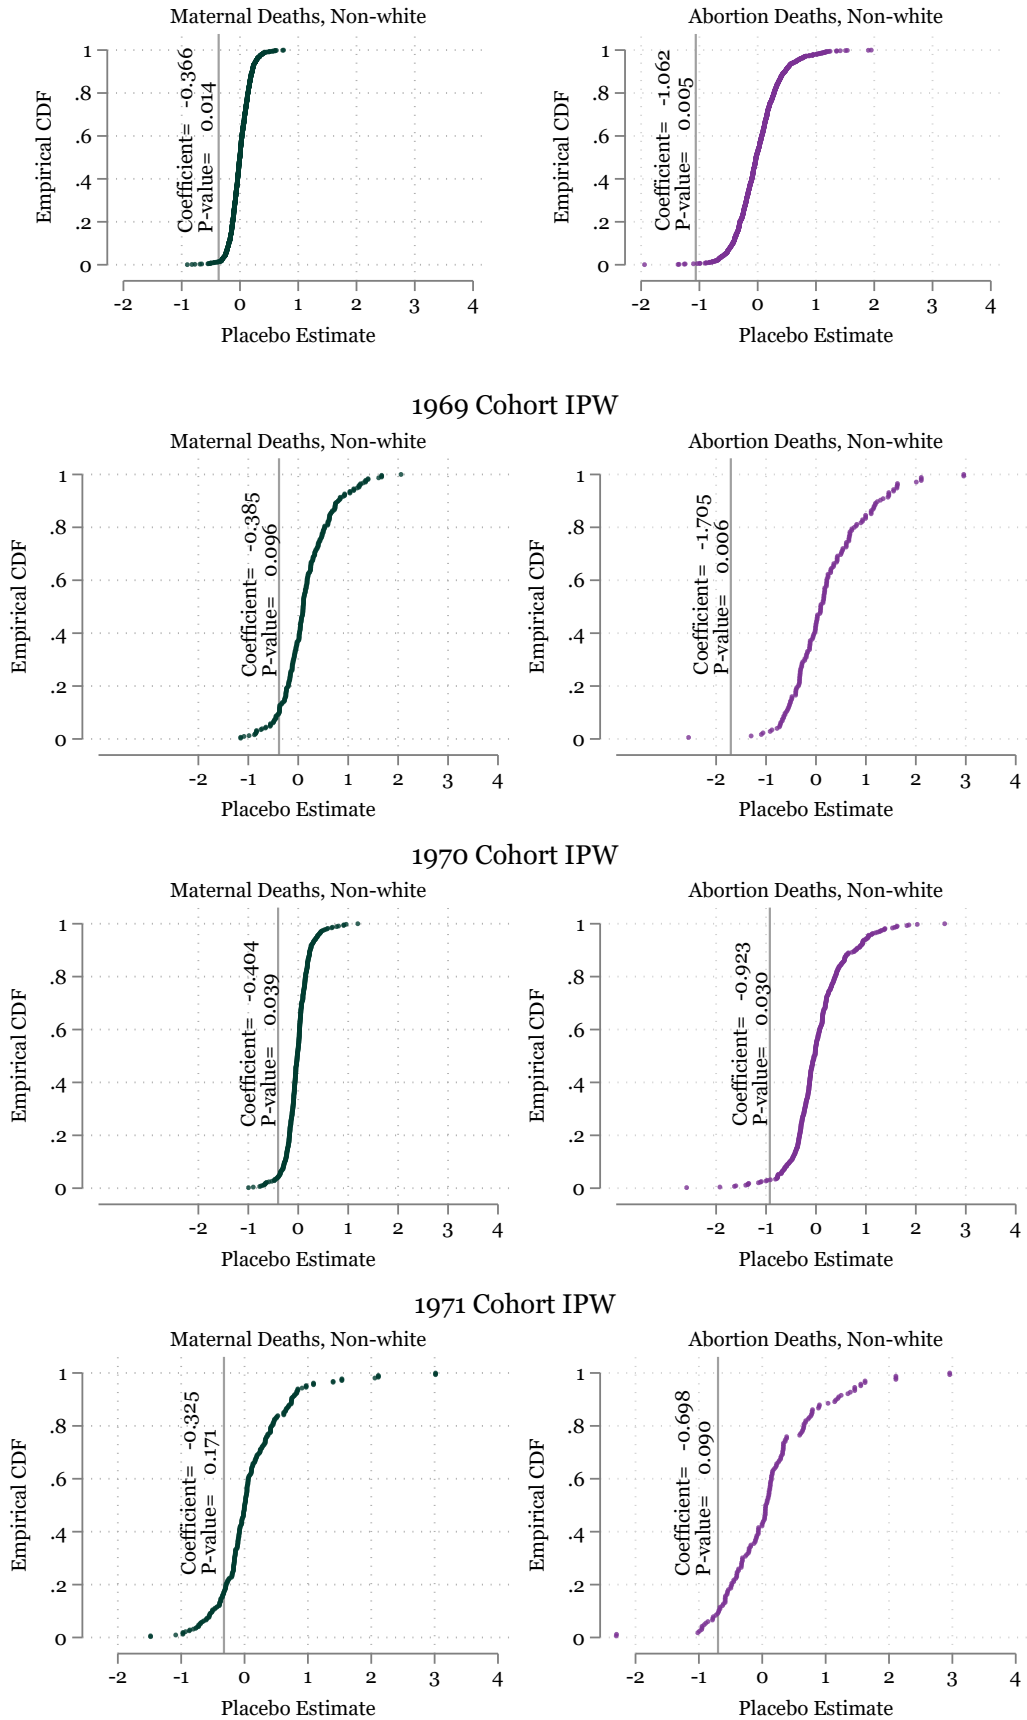 Maternal Deaths, Non-white
Abortion Deaths, Non-white
Empirical CDF
1
.8
.6
.4
.2
0
Coefficient= -0.366
P-value= 0.014
-2 -1 0 1 2 3 4
Placebo Estimate
Empirical CDF
1
.8
.6
.4
.2
0
Coefficient= -1.062
P-value= 0.005
-2 -1 0 1 2 3 4
Placebo Estimate
1969 Cohort IPW
Maternal Deaths, Non-white
Abortion Deaths, Non-white
Empirical CDF
1
.8
.6
.4
.2
0
Coefficient= -0.385
P-value= 0.096
-2 -1 0 1 2 3 4
Placebo Estimate
Empirical CDF
1
.8
.6
.4
.2
0
Coefficient= -1.705
P-value= 0.006
-2 -1 0 1 2 3 4
Placebo Estimate
1970 Cohort IPW
Maternal Deaths, Non-white
Abortion Deaths, Non-white
Empirical CDF
1
.8
.6
.4
.2
0
Coefficient= -0.404
P-value= 0.039
-2 -1 0 1 2 3 4
Placebo Estimate
Empirical CDF
1
.8
.6
.4
.2
0
Coefficient= -0.923
P-value= 0.030
-2 -1 0 1 2 3 4
Placebo Estimate
1971 Cohort IPW
Maternal Deaths, Non-white
Abortion Deaths, Non-white
Empirical CDF
1
.8
.6
.4
.2
0
Coefficient= -0.325
P-value= 0.171
-2 -1 0 1 2 3 4
Placebo Estimate
Empirical CDF
1
.8
.6
.4
.2
0
Coefficient= -0.698
P-value= 0.090
-2 -1 0 1 2 3 4
Placebo Estimate